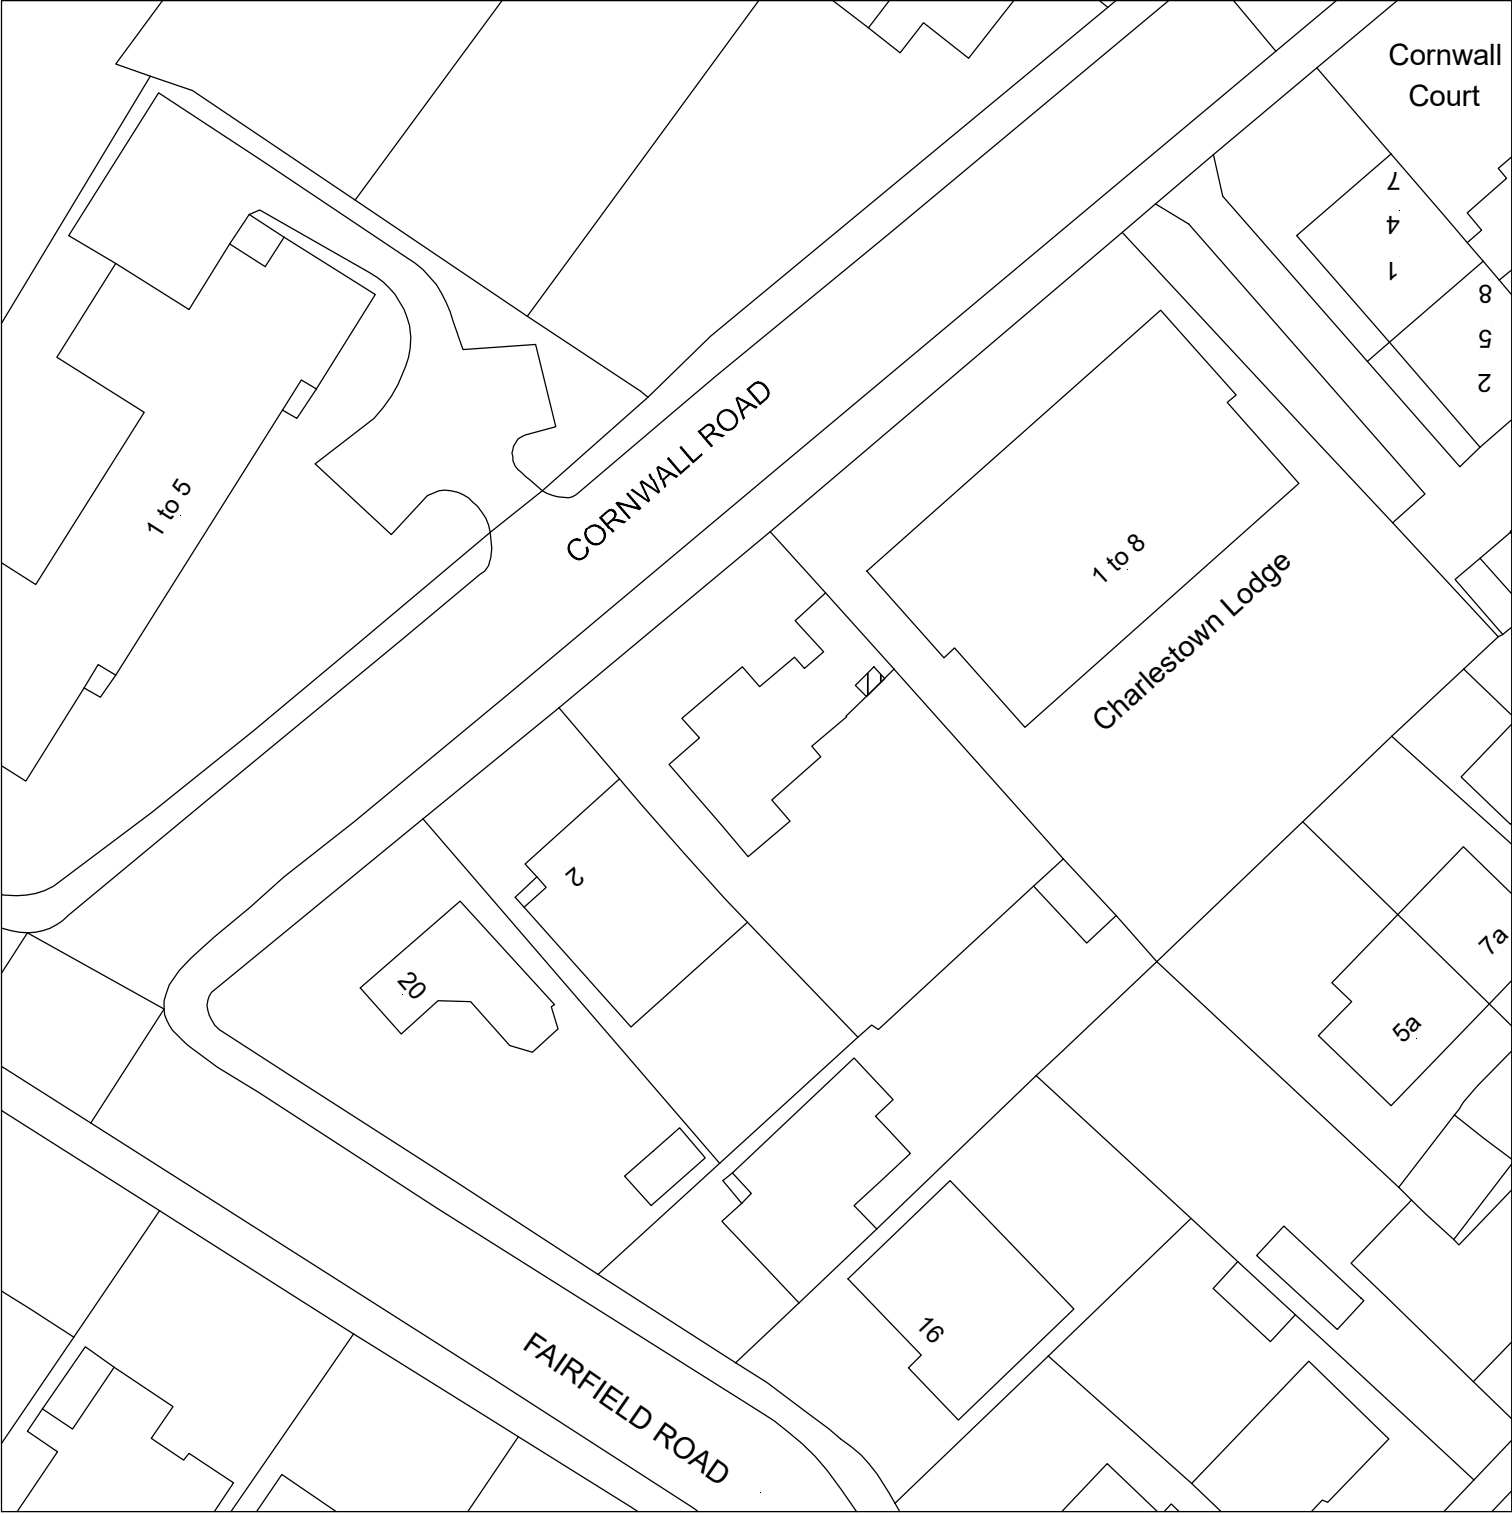 Cornwall
Court
7
4
1
8
5
2
CORNWALL ROAD
1 to 5
1 to 8
Charlestown Lodge
2
20
7a
5a
16
FAIRFIELD ROAD